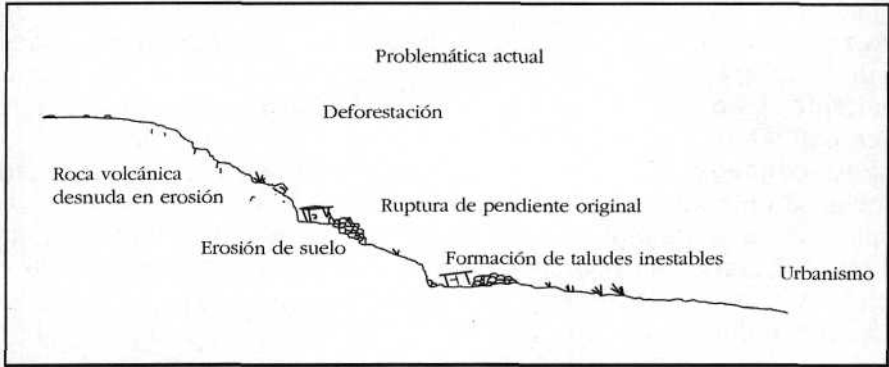 Problemática actual
Deforestación
Roca volcánica
desnuda en erosión
Ruptura de pendiente original
Erosión de suelo
Formación de taludes inestables
Urbanismo